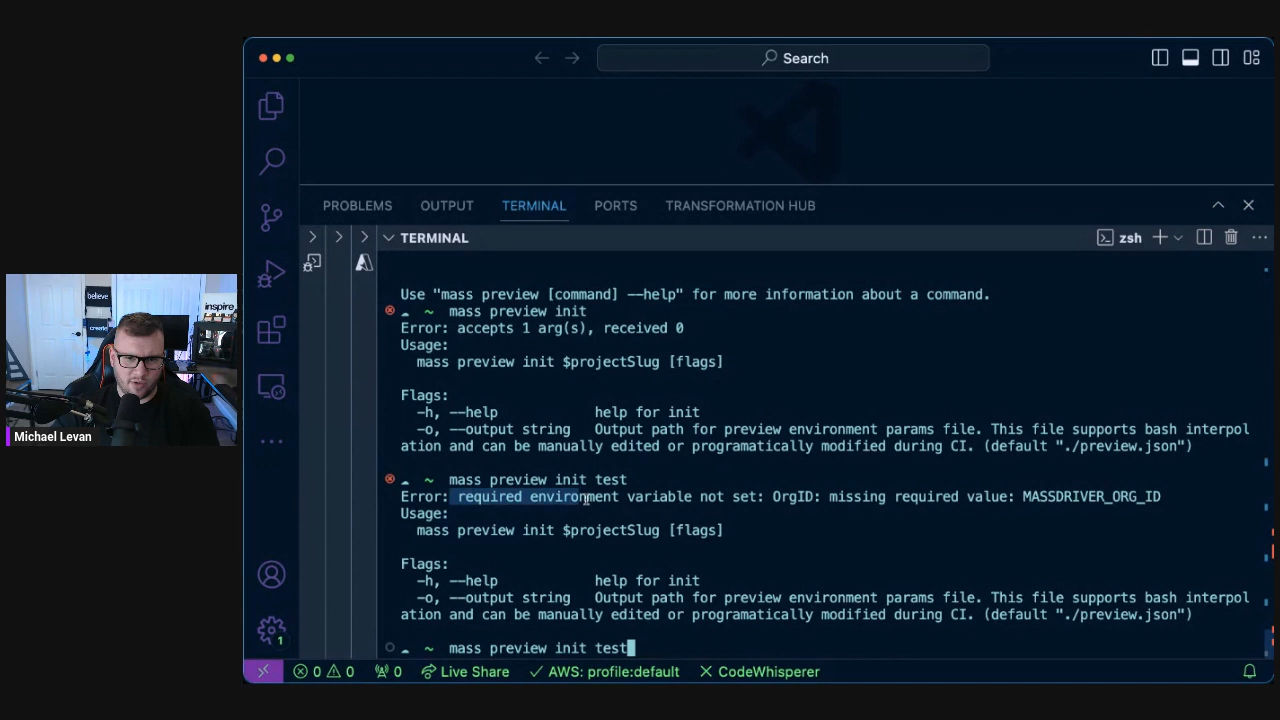 Search
PROBLEMS OUTPUT TERMINAL PORTS TRANSFORMATION HUB
TERMINAL
zsh
Use "mass preview [command] --help" for more information about a command.
~ mass preview init
Error: accepts 1 arg(s), received 0
Usage:
mass preview init $projectSlug [flags]
Flags:
-h, --help help for init
-o, --output string Output path for preview environment params file. This file supports bash interpol
ation and can be manually edited or programatically modified during CI. (default "./preview.json")
~ mass preview init test
Error: required environment variable not set: OrgID: missing required value: MASSDRIVER_ORG_ID
Usage:
mass preview init $projectSlug [flags]
Flags:
-h, --help help for init
-o, --output string Output path for preview environment params file. This file supports bash interpol
ation and can be manually edited or programatically modified during CI. (default "./preview.json")
~ mass preview init test
1
0 0 0 Live Share AWS: profile:default CodeWhisperer
believe
create
inspire
Michael Levan